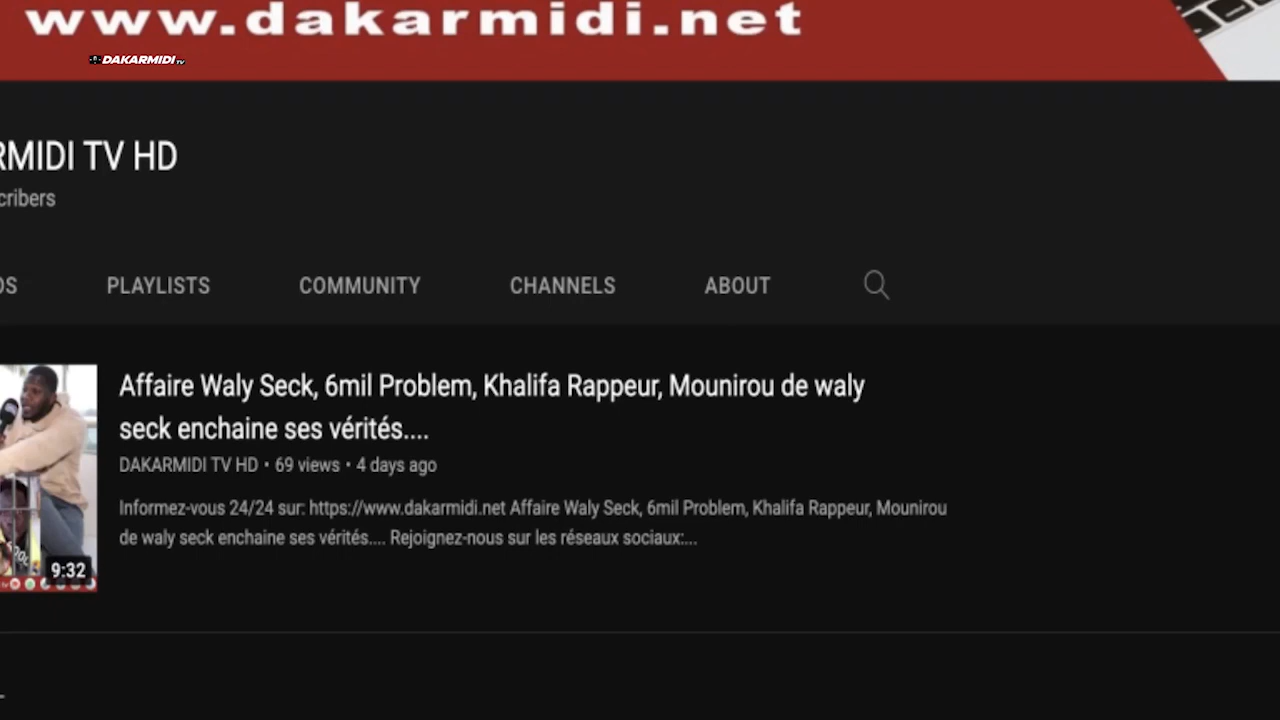 www.dakarmidi.net
DAKARMIDI TV
RMIDI TV HD
cribers
OS
PLAYLISTS
COMMUNITY
CHANNELS
ABOUT
Affaire Waly Seck, 6mil Problem, Khalifa Rappeur, Mounirou de waly
seck enchaine ses vérités....
DAKARMIDI TV HD • 69 views • 4 days ago
Informez-vous 24/24 sur: https://www.dakarmidi.net Affaire Waly Seck, 6mil Problem, Khalifa Rappeur, Mounirou
de waly seck enchaine ses vérités.... Rejoignez-nous sur les réseaux sociaux:...
9:32